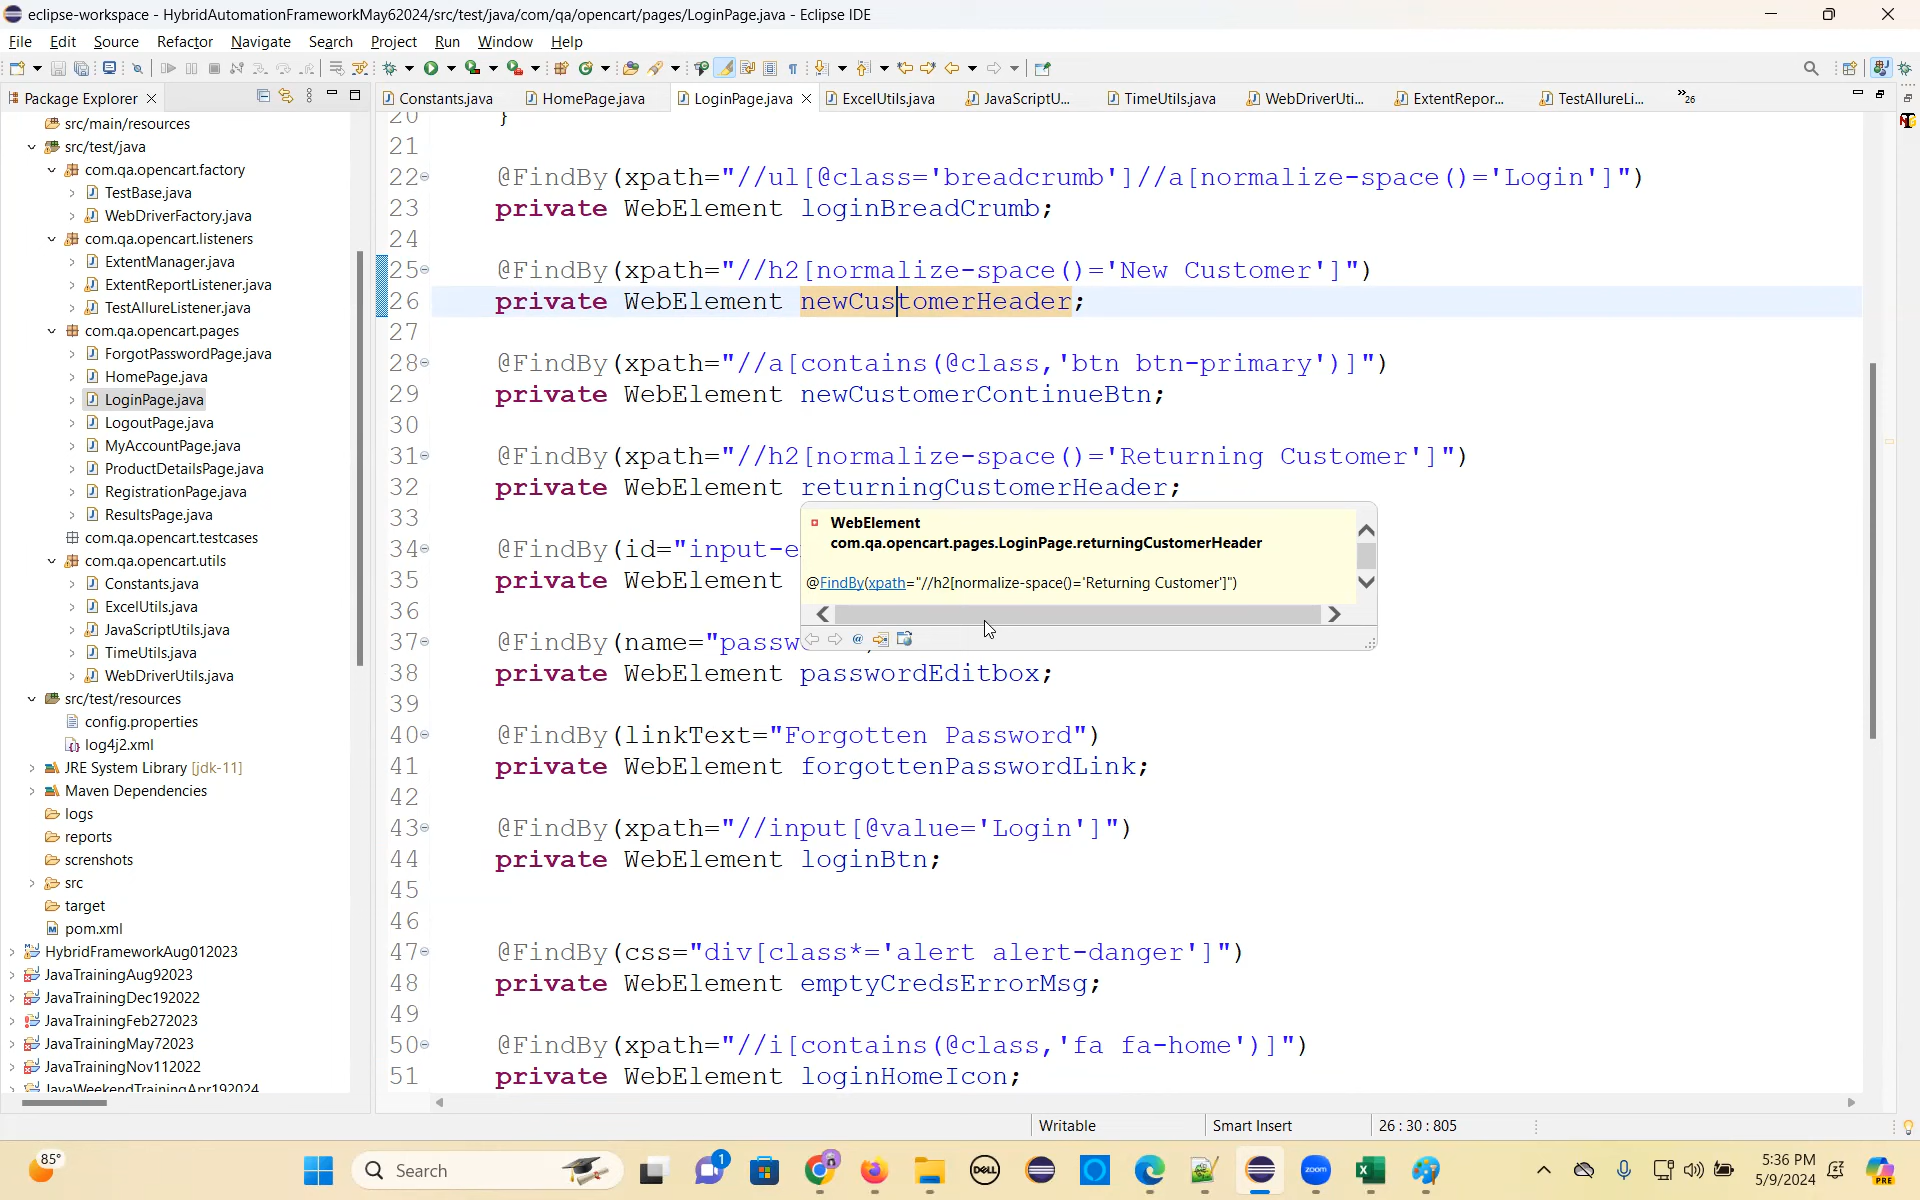 eclipse-workspace - HybridAutomationFrameworkMay62024/src/test/java/com/qa/opencart/pages/LoginPage.java - Eclipse IDE
File Edit Source Refactor Navigate Search Project Run Window Help
Package Explorer
Constants.java HomePage.java LoginPage.java ExcelUtils.java JavaScriptU... TimeUtils.java WebDriverUti... ExtentRepor... TestAllureLi... »26
src/main/resources
src/test/java
com.qa.opencart.factory
TestBase.java
WebDriverFactory.java
com.qa.opencart.listeners
ExtentManager.java
ExtentReportListener.java
TestAllureListener.java
com.qa.opencart.pages
ForgotPasswordPage.java
HomePage.java
LoginPage.java
LogoutPage.java
MyAccountPage.java
ProductDetailsPage.java
RegistrationPage.java
ResultsPage.java
com.qa.opencart.testcases
com.qa.opencart.utils
Constants.java
ExcelUtils.java
JavaScriptUtils.java
TimeUtils.java
WebDriverUtils.java
src/test/resources
config.properties
log4j2.xml
JRE System Library [jdk-11]
Maven Dependencies
logs
reports
screnshots
src
target
pom.xml
HybridFrameworkAug012023
JavaTrainingAug92023
JavaTrainingDec192022
JavaTrainingFeb272023
JavaTrainingMay72023
JavaTrainingNov112022
JavaWeekendTrainingApr192024
20 }
21
22 @FindBy(xpath="//ul[@class='breadcrumb']//a[normalize-space()='Login']")
23 private WebElement loginBreadCrumb;
24
25 @FindBy(xpath="//h2[normalize-space()='New Customer']")
26 private WebElement newCustomerHeader;
27
28 @FindBy(xpath="//a[contains(@class,'btn btn-primary')]")
29 private WebElement newCustomerContinueBtn;
30
31 @FindBy(xpath="//h2[normalize-space()='Returning Customer']")
32 private WebElement returningCustomerHeader;
33
34 @FindBy(id="input-e
35 private WebElement
36
37 @FindBy(name="passw
38 private WebElement passwordEditbox;
39
40 @FindBy(linkText="Forgotten Password")
41 private WebElement forgottenPasswordLink;
42
43 @FindBy(xpath="//input[@value='Login']")
44 private WebElement loginBtn;
45
46
47 @FindBy(css="div[class*='alert alert-danger']")
48 private WebElement emptyCredsErrorMsg;
49
50 @FindBy(xpath="//i[contains(@class,'fa fa-home')]")
51 private WebElement loginHomeIcon;
WebElement
com.qa.opencart.pages.LoginPage.returningCustomerHeader
@FindBy(xpath="//h2[normalize-space()='Returning Customer']")
Writable Smart Insert 26 : 30 : 805
85°
Search
1
DELL
zoom
PRE
5:36 PM
5/9/2024